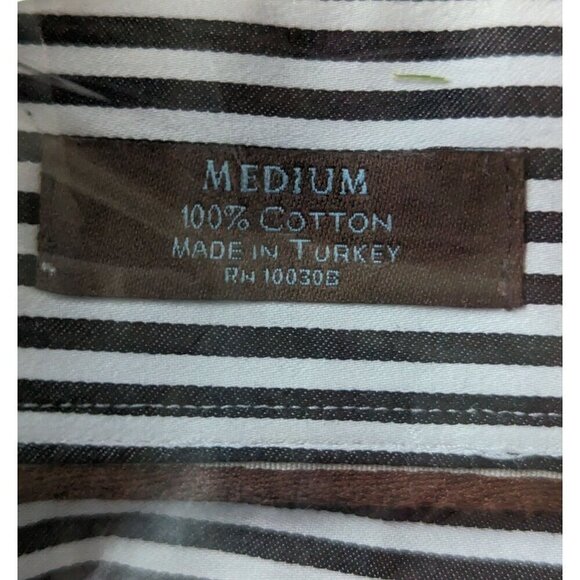 MEDIUM
100% COTTON
MADE IN TURKEY
RN 100306